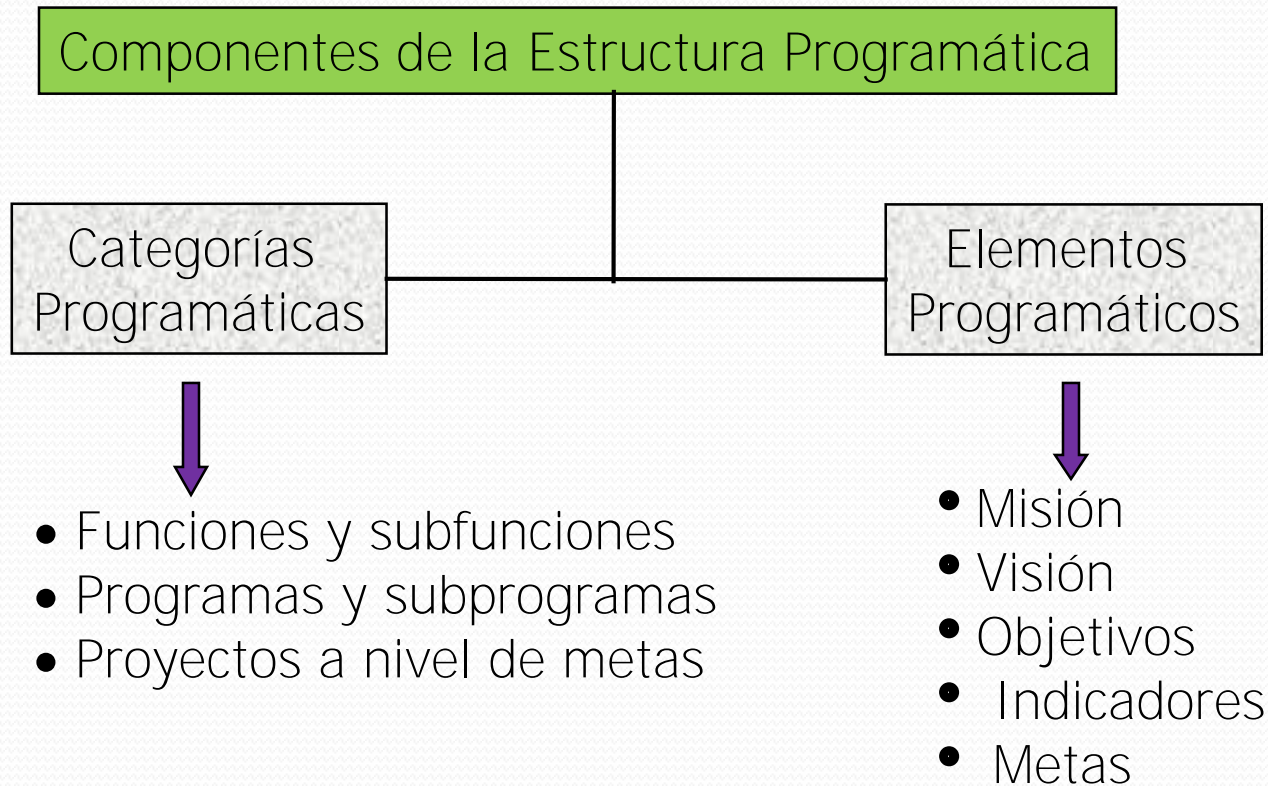 Componentes de la Estructura Programática
Categorías
Programáticas
Elementos
Programáticos
• Funciones y subfunciones
• Programas y subprogramas
• Proyectos a nivel de metas
• Misión
• Visión
• Objetivos
• Indicadores
• Metas